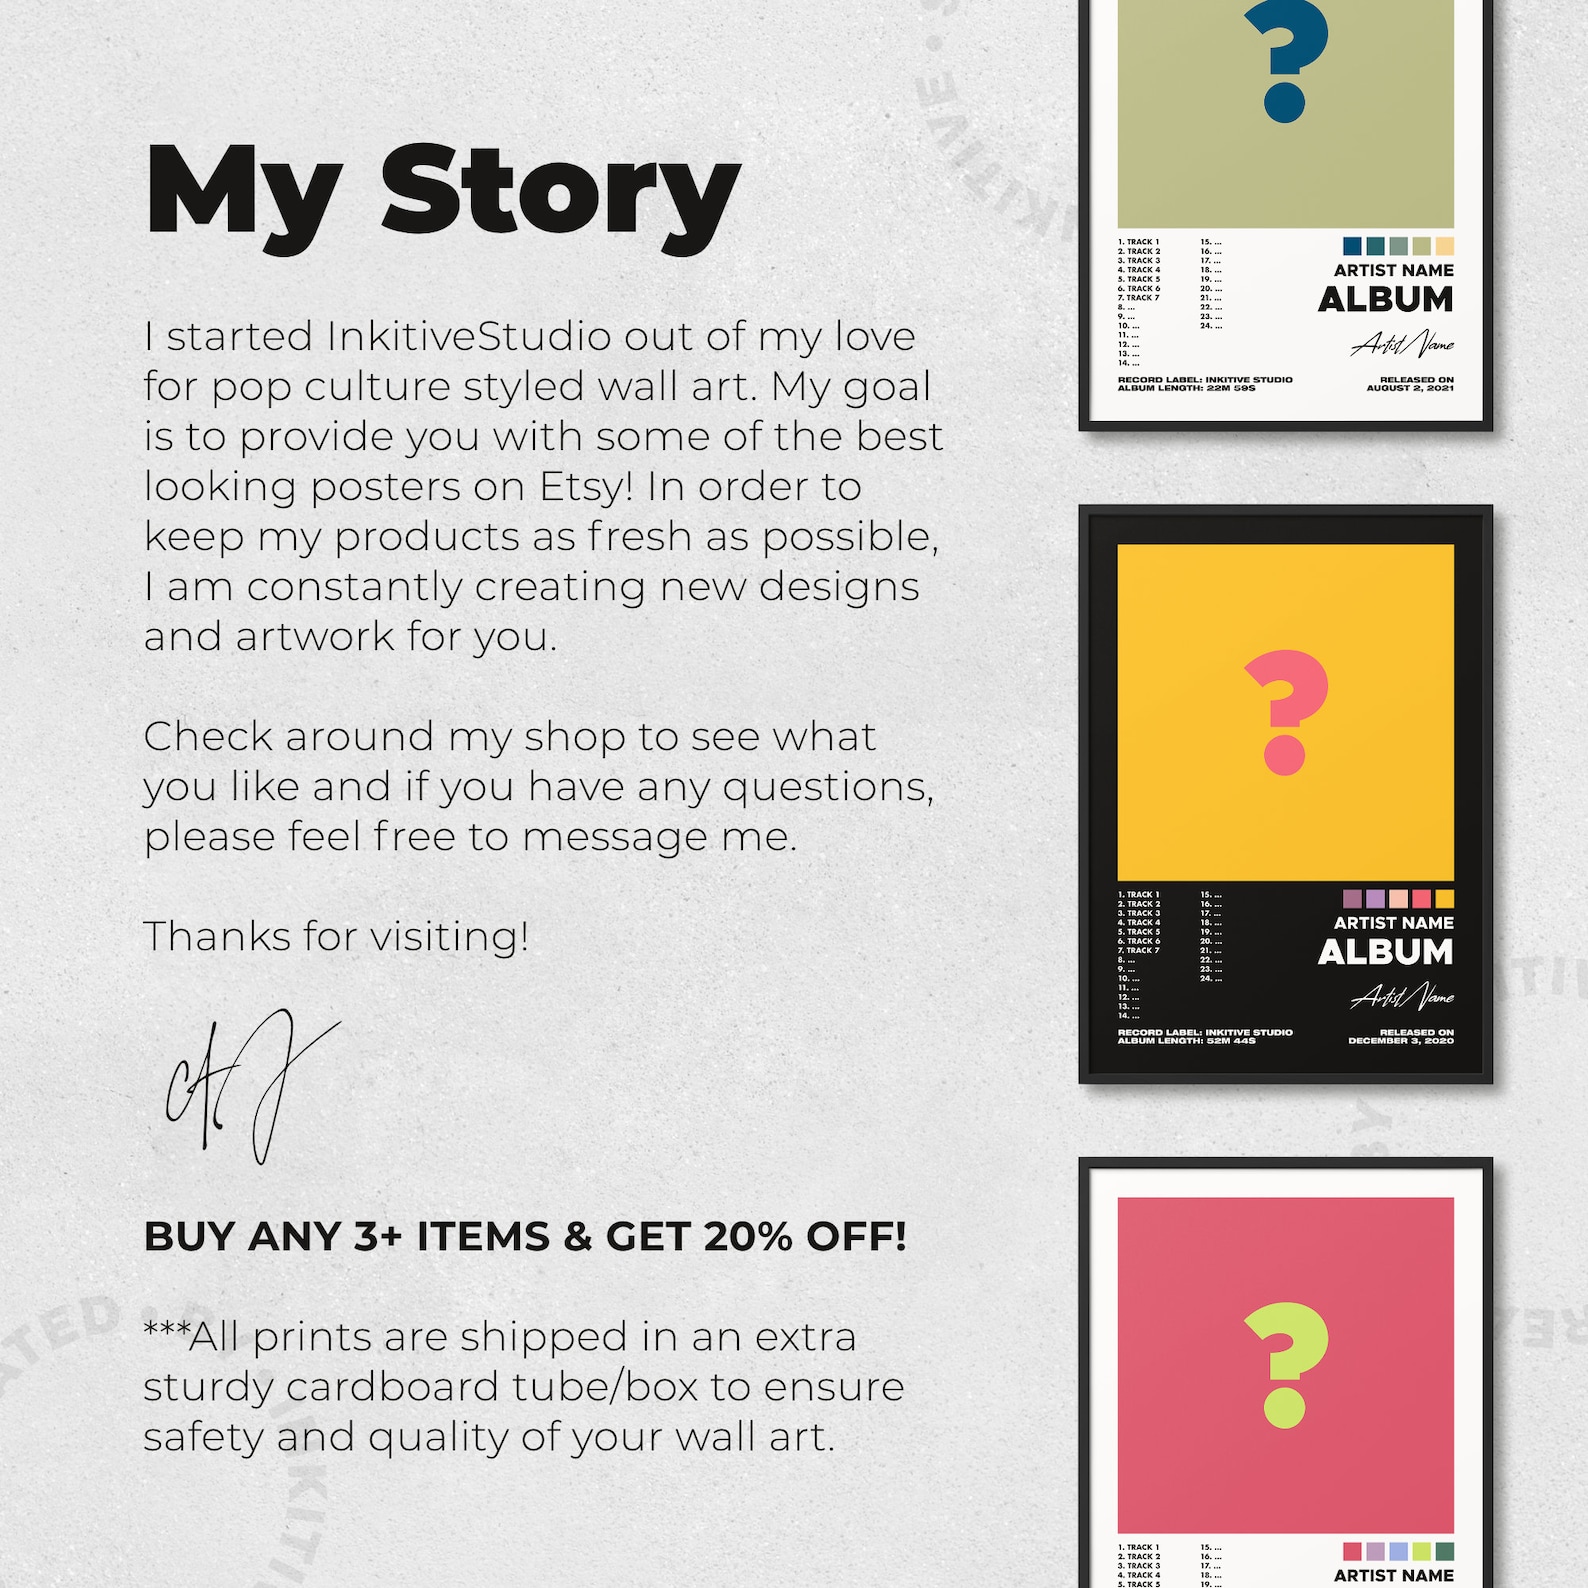 My Story
I started InkitiveStudio out of my love
for pop culture styled wall art. My goal
is to provide you with some of the best
looking posters on Etsy! In order to
keep my products as fresh as possible,
I am constantly creating new designs
and artwork for you.
Check around my shop to see what
you like and if you have any questions,
please feel free to message me.
Thanks for visiting!
AJ
BUY ANY 3+ ITEMS & GET 20% OFF!
***All prints are shipped in an extra
sturdy cardboard tube/box to ensure
safety and quality of your wall art.
?
1. TRACK 1
2. TRACK 2
3. TRACK 3
4. TRACK 4
5. TRACK 5
6. TRACK 6
7. TRACK 7
8. ...
9. ...
10. ...
11. ...
12. ...
13. ...
14. ...
15. ...
16. ...
17. ...
18. ...
19. ...
20. ...
21. ...
22. ...
23. ...
24. ...
ARTIST NAME
ALBUM
Artist Name
RECORD LABEL: INKITIVE STUDIO
ALBUM LENGTH: 22M 59S
RELEASED ON
AUGUST 2, 2021
?
1. TRACK 1
2. TRACK 2
3. TRACK 3
4. TRACK 4
5. TRACK 5
6. TRACK 6
7. TRACK 7
8. ...
9. ...
10. ...
11. ...
12. ...
13. ...
14. ...
15. ...
16. ...
17. ...
18. ...
19. ...
20. ...
21. ...
22. ...
23. ...
24. ...
ARTIST NAME
ALBUM
Artist Name
RECORD LABEL: INKITIVE STUDIO
ALBUM LENGTH: 52M 44S
RELEASED ON
DECEMBER 3, 2020
?
1. TRACK 1
2. TRACK 2
3. TRACK 3
4. TRACK 4
5. TRACK 5
15. ...
16. ...
17. ...
18. ...
19. ...
ARTIST NAME